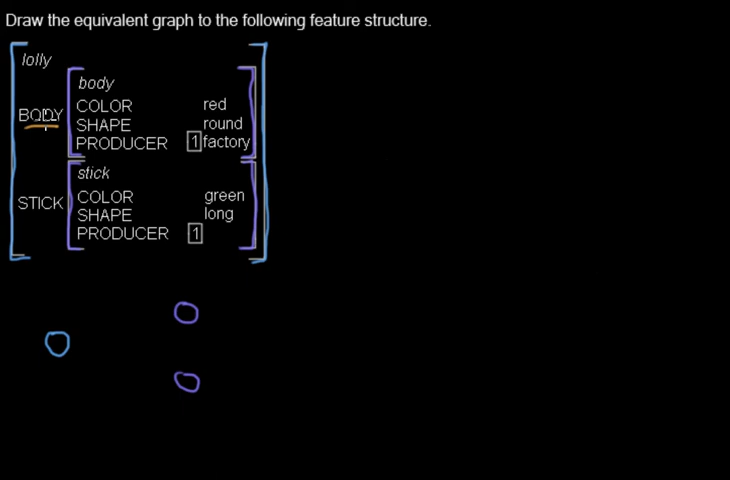 Draw the equivalent graph to the following feature structure.
lolly
body
BODY COLOR red
SHAPE round
PRODUCER 1 factory
stick
STICK COLOR green
SHAPE long
PRODUCER 1